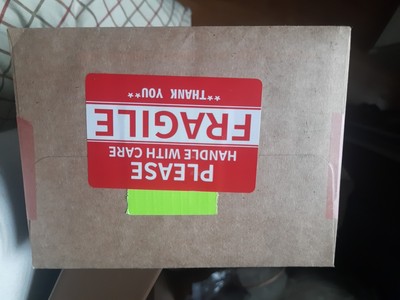 PLEASE
HANDLE WITH CARE
FRAGILE
**THANK YOU**